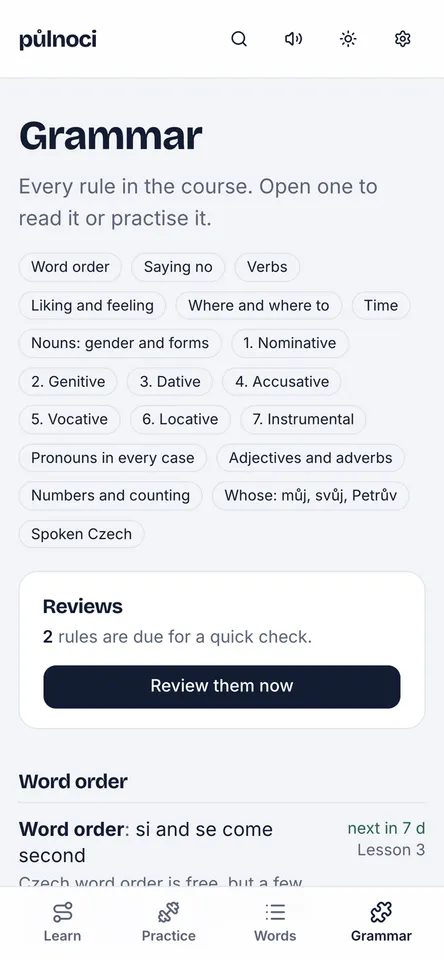 půlnoci
Grammar
Every rule in the course. Open one to
read it or practise it.
Word order
Saying no
Verbs
Liking and feeling
Where and where to
Time
Nouns: gender and forms
1. Nominative
2. Genitive
3. Dative
4. Accusative
5. Vocative
6. Locative
7. Instrumental
Pronouns in every case
Adjectives and adverbs
Numbers and counting
Whose: můj, svůj, Petrův
Spoken Czech
Reviews
2 rules are due for a quick check.
Review them now
Word order
Word order: si and se come
second
next in 7 d
Lesson 3
Czech word order is free, but a few
Learn
Practice
Words
Grammar